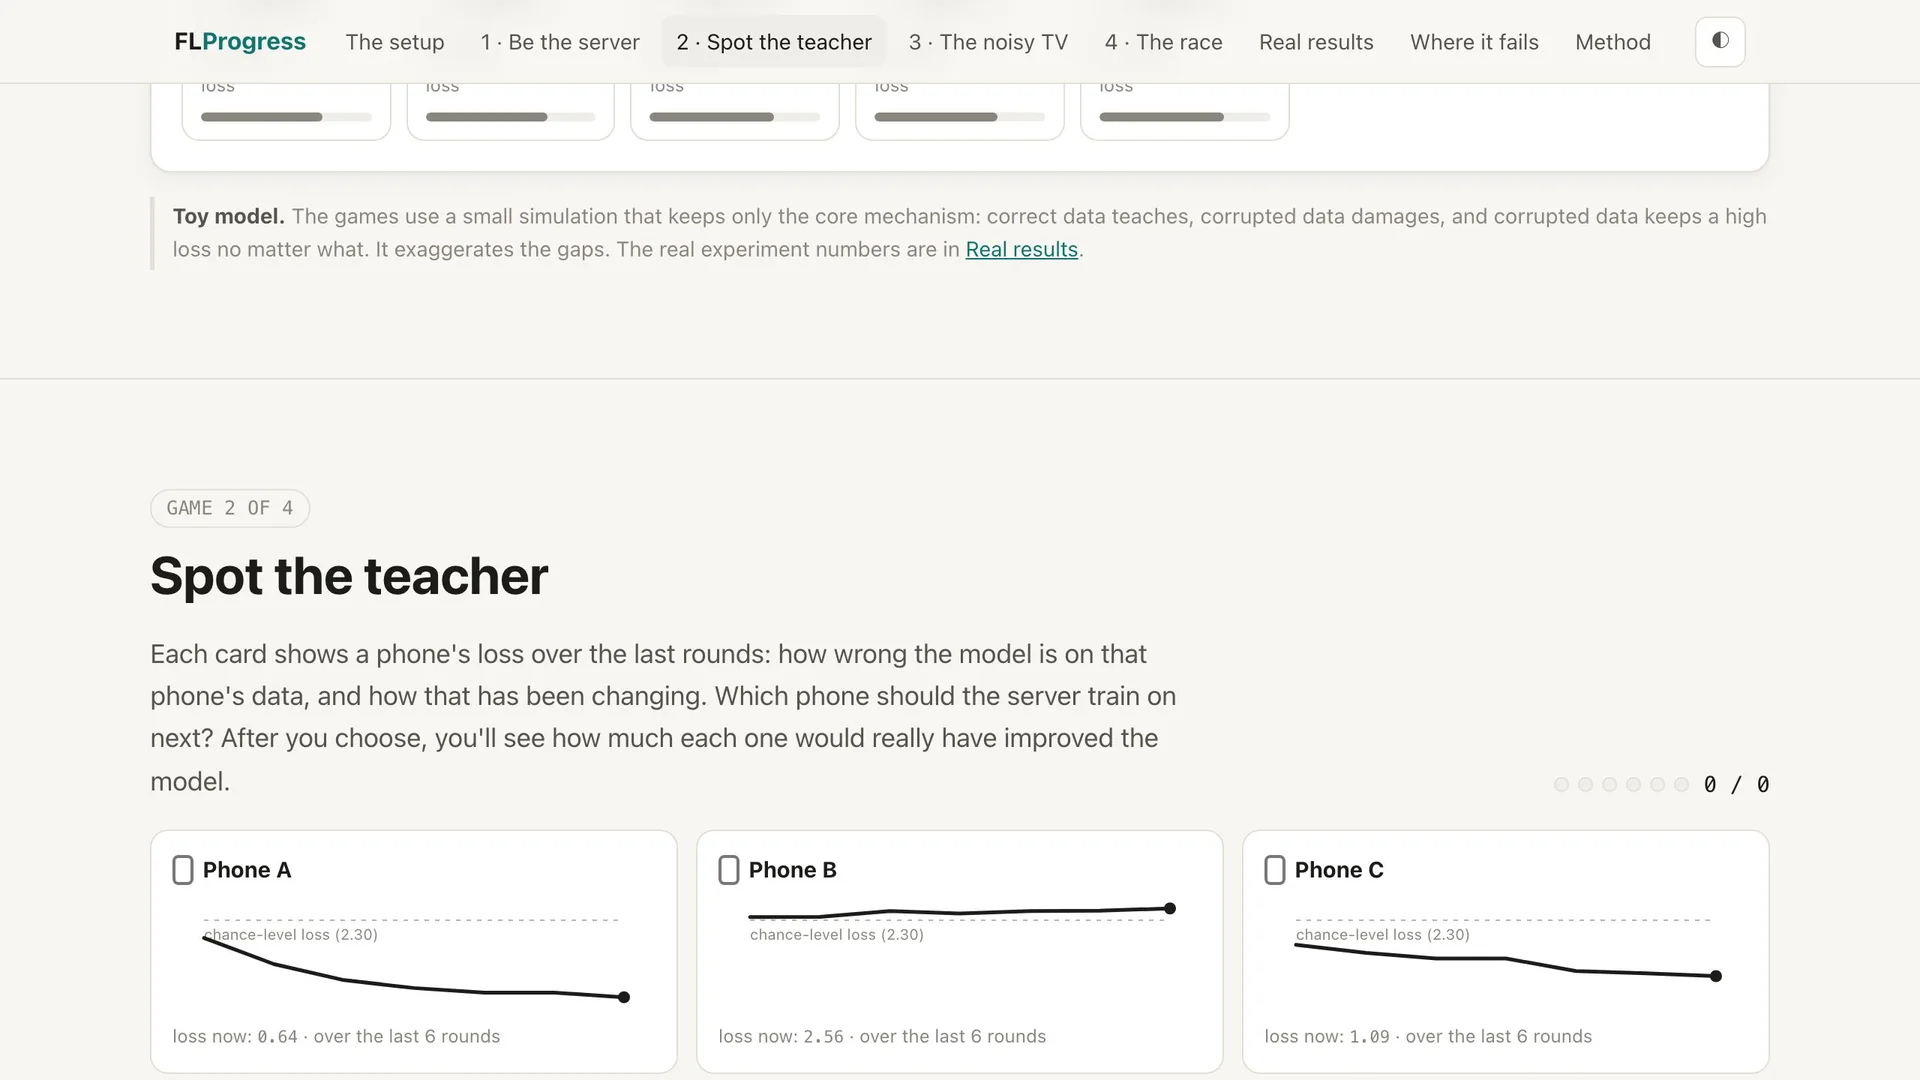 FLProgress The setup 1 · Be the server 2 · Spot the teacher 3 · The noisy TV 4 · The race Real results Where it fails Method
loss loss loss loss loss
Toy model. The games use a small simulation that keeps only the core mechanism: correct data teaches, corrupted data damages, and corrupted data keeps a high
loss no matter what. It exaggerates the gaps. The real experiment numbers are in Real results.
GAME 2 OF 4
Spot the teacher
Each card shows a phone's loss over the last rounds: how wrong the model is on that
phone's data, and how that has been changing. Which phone should the server train on
next? After you choose, you'll see how much each one would really have improved the
model.
0 / 0
Phone A
chance-level loss (2.30)
loss now: 0.64 · over the last 6 rounds
Phone B
chance-level loss (2.30)
loss now: 2.56 · over the last 6 rounds
Phone C
chance-level loss (2.30)
loss now: 1.09 · over the last 6 rounds